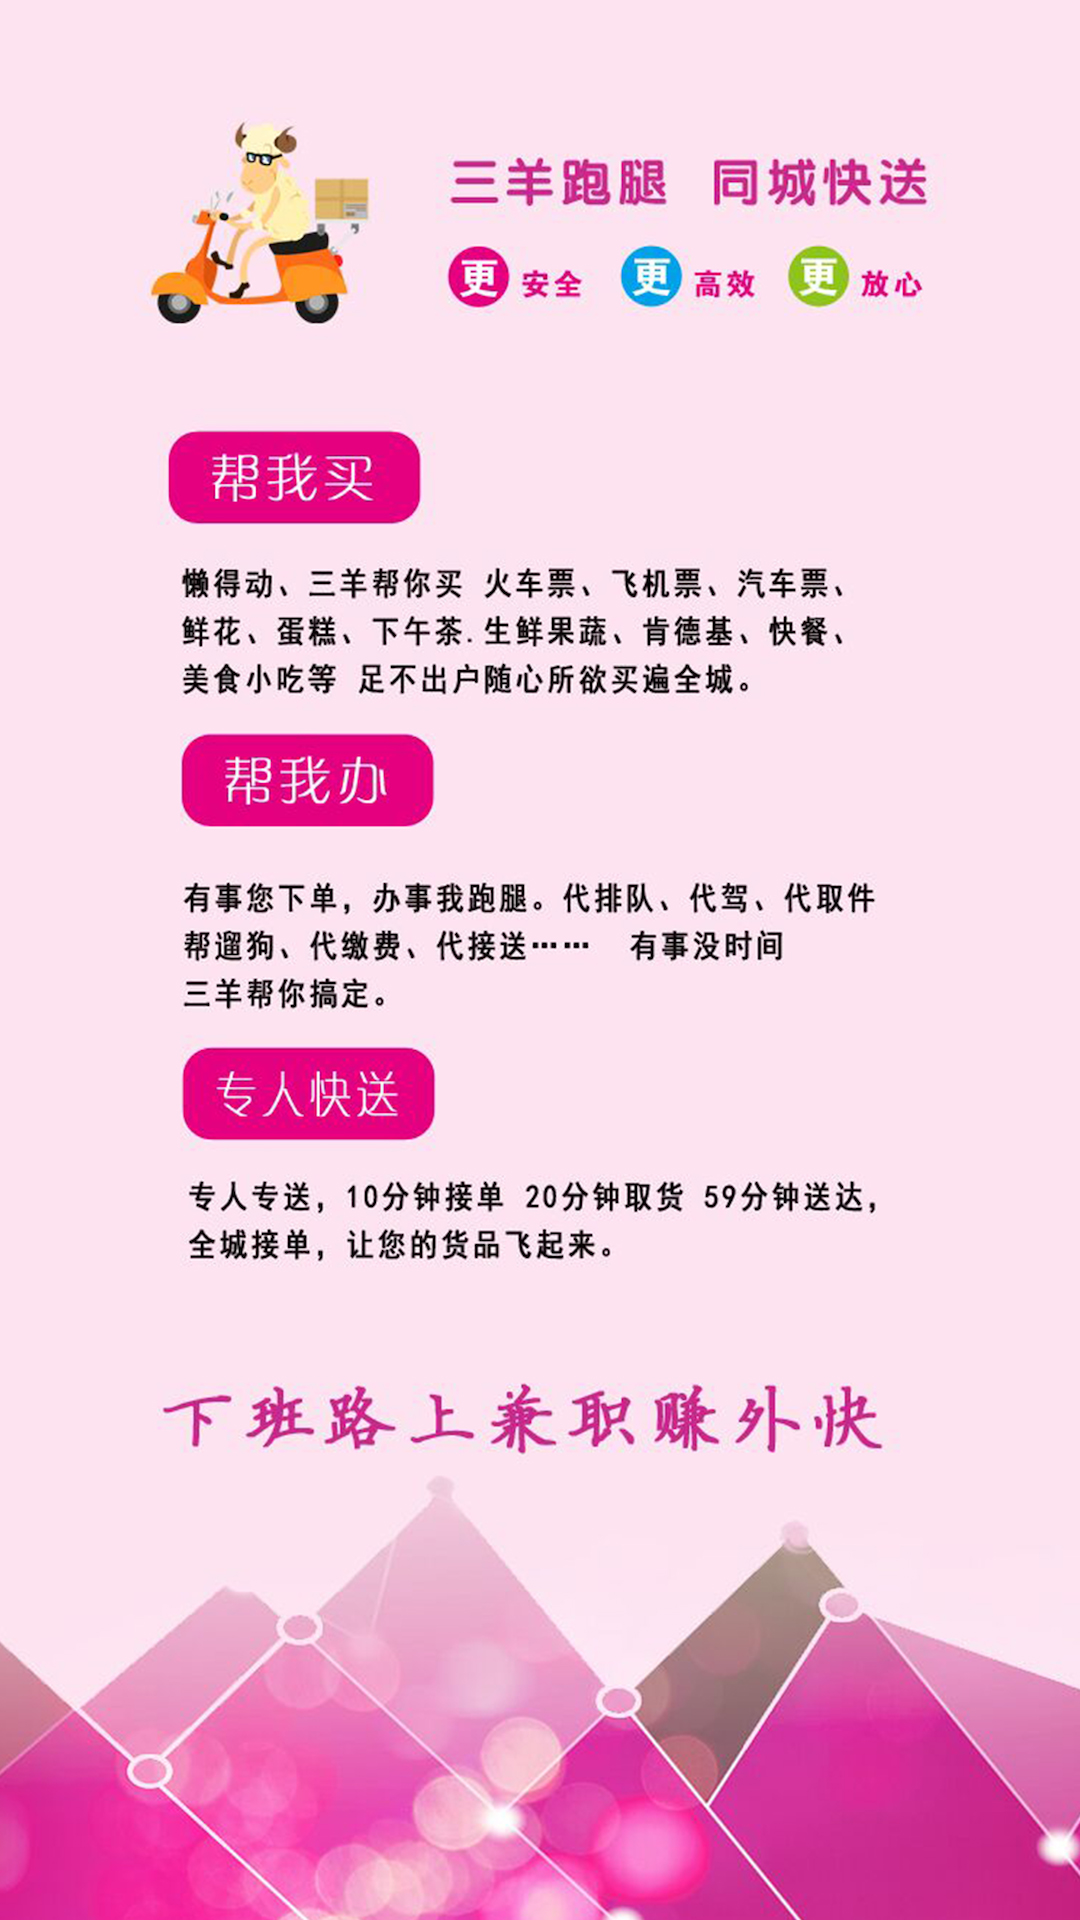 三羊跑腿 同城快送
更 安全 更 高效 更 放心
帮我买
懒得动、三羊帮你买 火车票、飞机票、汽车票、
鲜花、蛋糕、下午茶.生鲜果蔬、肯德基、快餐、
美食小吃等 足不出户随心所欲买遍全城。
帮我办
有事您下单，办事我跑腿。代排队、代驾、代取件
帮遛狗、代缴费、代接送…… 有事没时间
三羊帮你搞定。
专人快送
专人专送，10分钟接单 20分钟取货 59分钟送达，
全城接单，让您的货品飞起来。
下班路上兼职赚外快